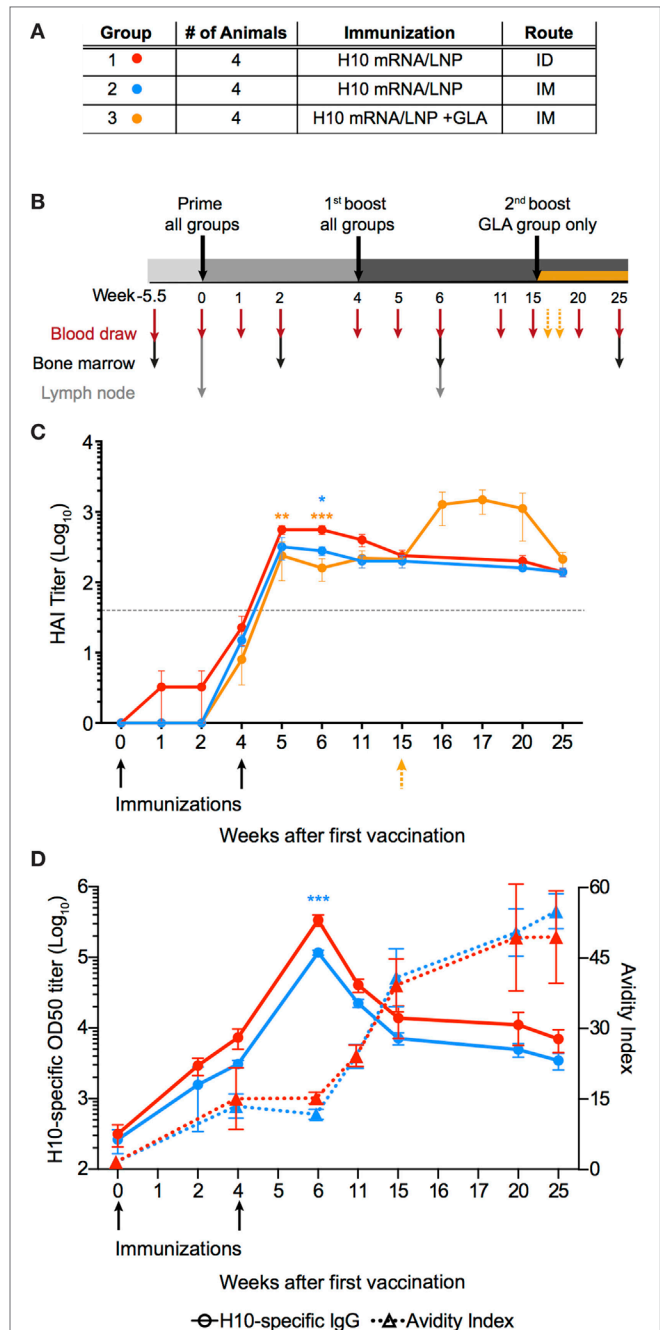 A
Group # of Animals Immunization Route
1 4 H10 mRNA/LNP ID
2 4 H10 mRNA/LNP IM
3 4 H10 mRNA/LNP +GLA IM
B
Prime
all groups
1st boost
all groups
2nd boost
GLA group only
Week-5.5 0 1 2 4 5 6 11 15 20 25
Blood draw
Bone marrow
Lymph node
C
HAI Titer (Log10)
4
3
2
1
0
*
** ***
0 1 2 4 5 6 11 15 16 17 20 25
Immunizations
Weeks after first vaccination
D
H10-specific OD50 titer (Log10)
6
5
4
3
2
***
60
45
30
15
0
Avidity Index
0 1 2 4 5 6 11 15 16 17 20 25
Immunizations
Weeks after first vaccination
H10-specific IgG Avidity Index